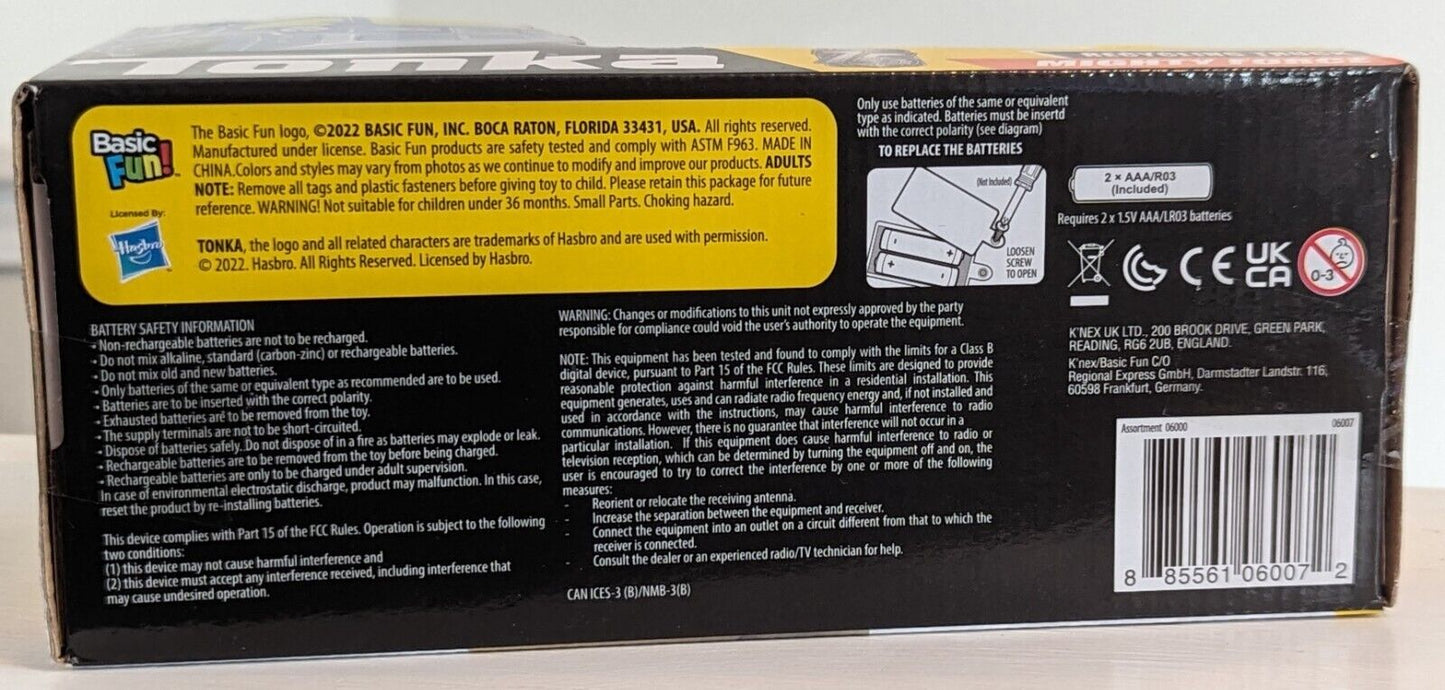 Tonka
MIGHTY FORCE
Basic
Fun!
The Basic Fun logo, ©2022 BASIC FUN, INC. BOCA RATON, FLORIDA 33431, USA. All rights reserved.
Manufactured under license. Basic Fun products are safety tested and comply with ASTM F963. MADE IN
CHINA.Colors and styles may vary from photos as we continue to modify and improve our products. ADULTS
NOTE: Remove all tags and plastic fasteners before giving toy to child. Please retain this package for future
reference. WARNING! Not suitable for children under 36 months. Small Parts. Choking hazard.
Licensed By:
Hasbro
TONKA, the logo and all related characters are trademarks of Hasbro and are used with permission.
© 2022. Hasbro. All Rights Reserved. Licensed by Hasbro.
Only use batteries of the same or equivalent
type as indicated. Batteries must be insertd
with the correct polarity (see diagram)
TO REPLACE THE BATTERIES
(Not Included)
LOOSEN
SCREW
TO OPEN
2 × AAA/R03
(Included)
Requires 2 x 1.5V AAA/LR03 batteries
CE
UK
CA
0-3
BATTERY SAFETY INFORMATION
• Non-rechargeable batteries are not to be recharged.
• Do not mix alkaline, standard (carbon-zinc) or rechargeable batteries.
• Do not mix old and new batteries.
• Only batteries of the same or equivalent type as recommended are to be used.
• Batteries are to be inserted with the correct polarity.
• Exhausted batteries are to be removed from the toy.
• The supply terminals are not to be short-circuited.
• Dispose of batteries safely. Do not dispose of in a fire as batteries may explode or leak.
• Rechargeable batteries are to be removed from the toy before being charged.
• Rechargeable batteries are only to be charged under adult supervision.
In case of environmental electrostatic discharge, product may malfunction. In this case,
reset the product by re-installing batteries.
This device complies with Part 15 of the FCC Rules. Operation is subject to the following
two conditions:
(1) this device may not cause harmful interference and
(2) this device must accept any interference received, including interference that
may cause undesired operation.
WARNING: Changes or modifications to this unit not expressly approved by the party
responsible for compliance could void the user's authority to operate the equipment.
NOTE: This equipment has been tested and found to comply with the limits for a Class B
digital device, pursuant to Part 15 of the FCC Rules. These limits are designed to provide
reasonable protection against harmful interference in a residential installation. This
equipment generates, uses and can radiate radio frequency energy and, if not installed and
used in accordance with the instructions, may cause harmful interference to radio
communications. However, there is no guarantee that interference will not occur in a
particular installation. If this equipment does cause harmful interference to radio or
television reception, which can be determined by turning the equipment off and on, the
user is encouraged to try to correct the interference by one or more of the following
measures:
- Reorient or relocate the receiving antenna.
- Increase the separation between the equipment and receiver.
- Connect the equipment into an outlet on a circuit different from that to which the
receiver is connected.
- Consult the dealer or an experienced radio/TV technician for help.
CAN ICES-3 (B)/NMB-3(B)
K'NEX UK LTD., 200 BROOK DRIVE, GREEN PARK,
READING, RG6 2UB, ENGLAND.
K'nex/Basic Fun C/O
Regional Express GmbH, Darmstadter Landstr. 116,
60598 Frankfurt, Germany.
Assortment 06000 06007
8 85561 06007 2